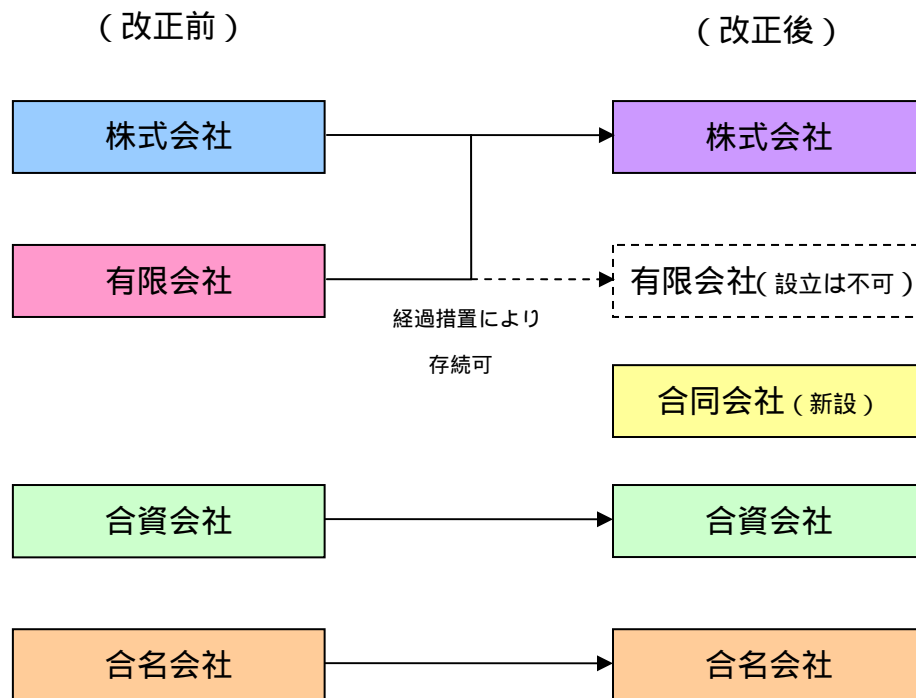 （改正前）
（改正後）
株式会社
株式会社
有限会社
有限会社（設立は不可）
経過措置により
存続可
合同会社（新設）
合資会社
合資会社
合名会社
合名会社